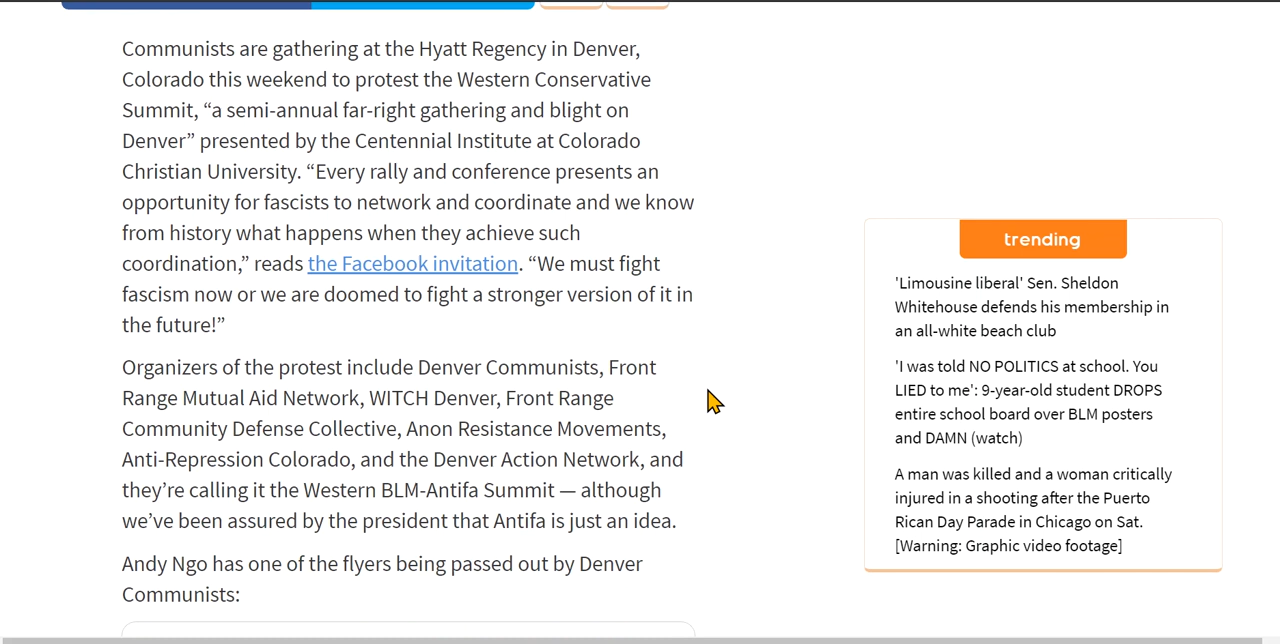 Communists are gathering at the Hyatt Regency in Denver,
Colorado this weekend to protest the Western Conservative
Summit, “a semi-annual far-right gathering and blight on
Denver” presented by the Centennial Institute at Colorado
Christian University. “Every rally and conference presents an
opportunity for fascists to network and coordinate and we know
from history what happens when they achieve such
coordination,” reads the Facebook invitation. “We must fight
fascism now or we are doomed to fight a stronger version of it in
the future!”
Organizers of the protest include Denver Communists, Front
Range Mutual Aid Network, WITCH Denver, Front Range
Community Defense Collective, Anon Resistance Movements,
Anti-Repression Colorado, and the Denver Action Network, and
they’re calling it the Western BLM-Antifa Summit — although
we’ve been assured by the president that Antifa is just an idea.
Andy Ngo has one of the flyers being passed out by Denver
Communists:
trending
'Limousine liberal' Sen. Sheldon
Whitehouse defends his membership in
an all-white beach club
'I was told NO POLITICS at school. You
LIED to me': 9-year-old student DROPS
entire school board over BLM posters
and DAMN (watch)
A man was killed and a woman critically
injured in a shooting after the Puerto
Rican Day Parade in Chicago on Sat.
[Warning: Graphic video footage]